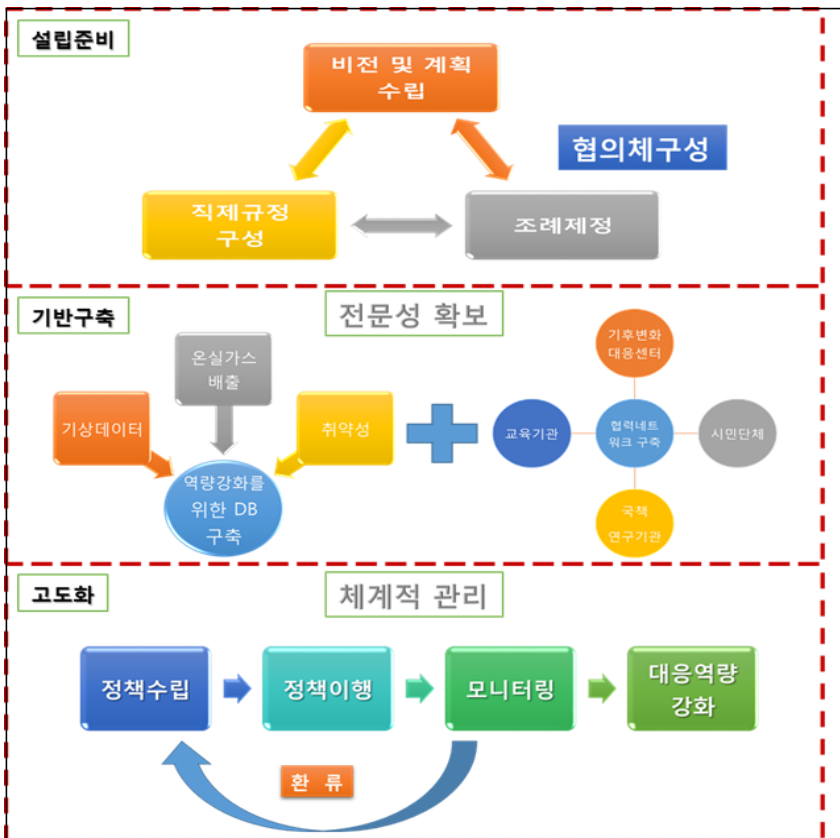 설립준비
비전 및 계획
수립
협의체구성
직제규정
구성
조례제정
기반구축
전문성 확보
온실가스
배출
기상데이터
취약성
역량강화를
위한 DB
구축
기후변화
대응센터
교육기관
협력네트
워크 구축
시민단체
국책
연구기관
고도화
체계적 관리
정책수립
정책이행
모니터링
대응역량
강화
환 류